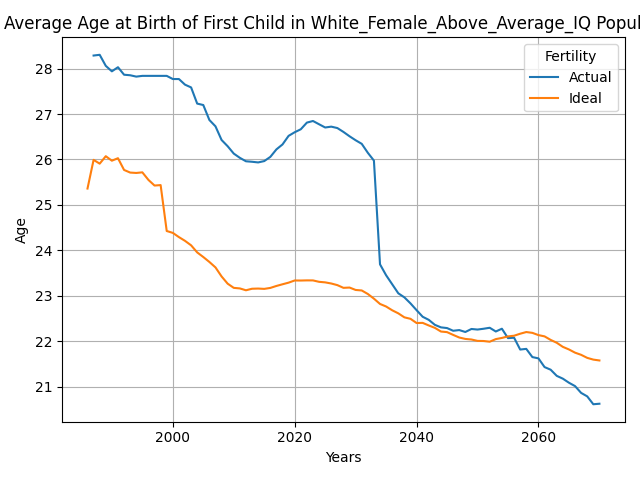 Average Age at Birth of First Child in White_Female_Above_Average_IQ Popul
Fertility
Actual
Ideal
28
27
26
25
24
23
22
21
Age
2000
2020
2040
2060
Years